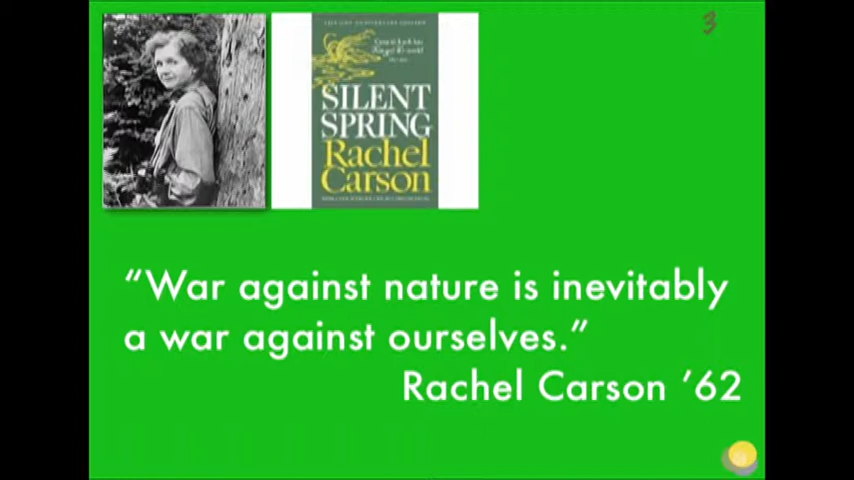 3
SILENT
SPRING
Rachel
Carson
“War against nature is inevitably
a war against ourselves.”
Rachel Carson ’62